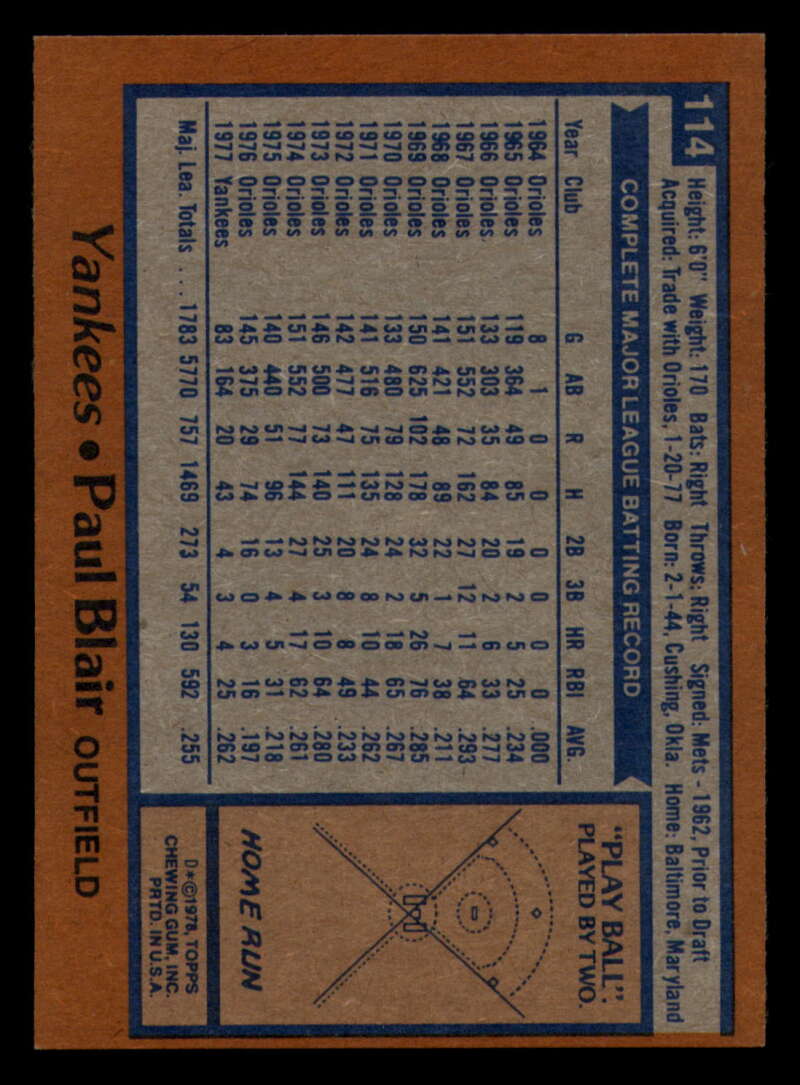 114
Height: 6'0" Weight: 170 Bats: Right Throws: Right Signed: Mets - 1962, Prior to Draft
Acquired: Trade with Orioles, 1-20-77 Born: 2-1-44, Cushing, Okla. Home: Baltimore, Maryland
COMPLETE MAJOR LEAGUE BATTING RECORD
Year Club G AB R H 2B 3B HR RBI AVG.
1964 Orioles 8 1 0 0 0 0 0 0 .000
1965 Orioles 119 364 49 85 19 2 5 25 .234
1966 Orioles 133 303 35 84 20 2 6 33 .277
1967 Orioles 151 552 72 162 27 12 11 64 .293
1968 Orioles 141 421 48 89 22 1 7 38 .211
1969 Orioles 150 625 102 178 32 5 26 76 .285
1970 Orioles 133 480 79 128 24 2 18 65 .267
1971 Orioles 141 516 75 135 24 8 10 44 .262
1972 Orioles 142 477 47 111 20 8 8 49 .233
1973 Orioles 146 500 73 140 25 3 10 64 .280
1974 Orioles 151 552 77 144 27 4 17 62 .261
1975 Orioles 140 440 51 96 13 4 5 31 .218
1976 Orioles 145 375 29 74 16 0 3 16 .197
1977 Yankees 83 164 20 43 4 3 4 25 .262
Maj. Lea. Totals . . . 1783 5770 757 1469 273 54 130 592 .255
"PLAY BALL":
PLAYED BY TWO.
HOME RUN
D*©1978, TOPPS
CHEWING GUM, INC.
PRTD. IN U.S.A.
Yankees • Paul Blair OUTFIELD